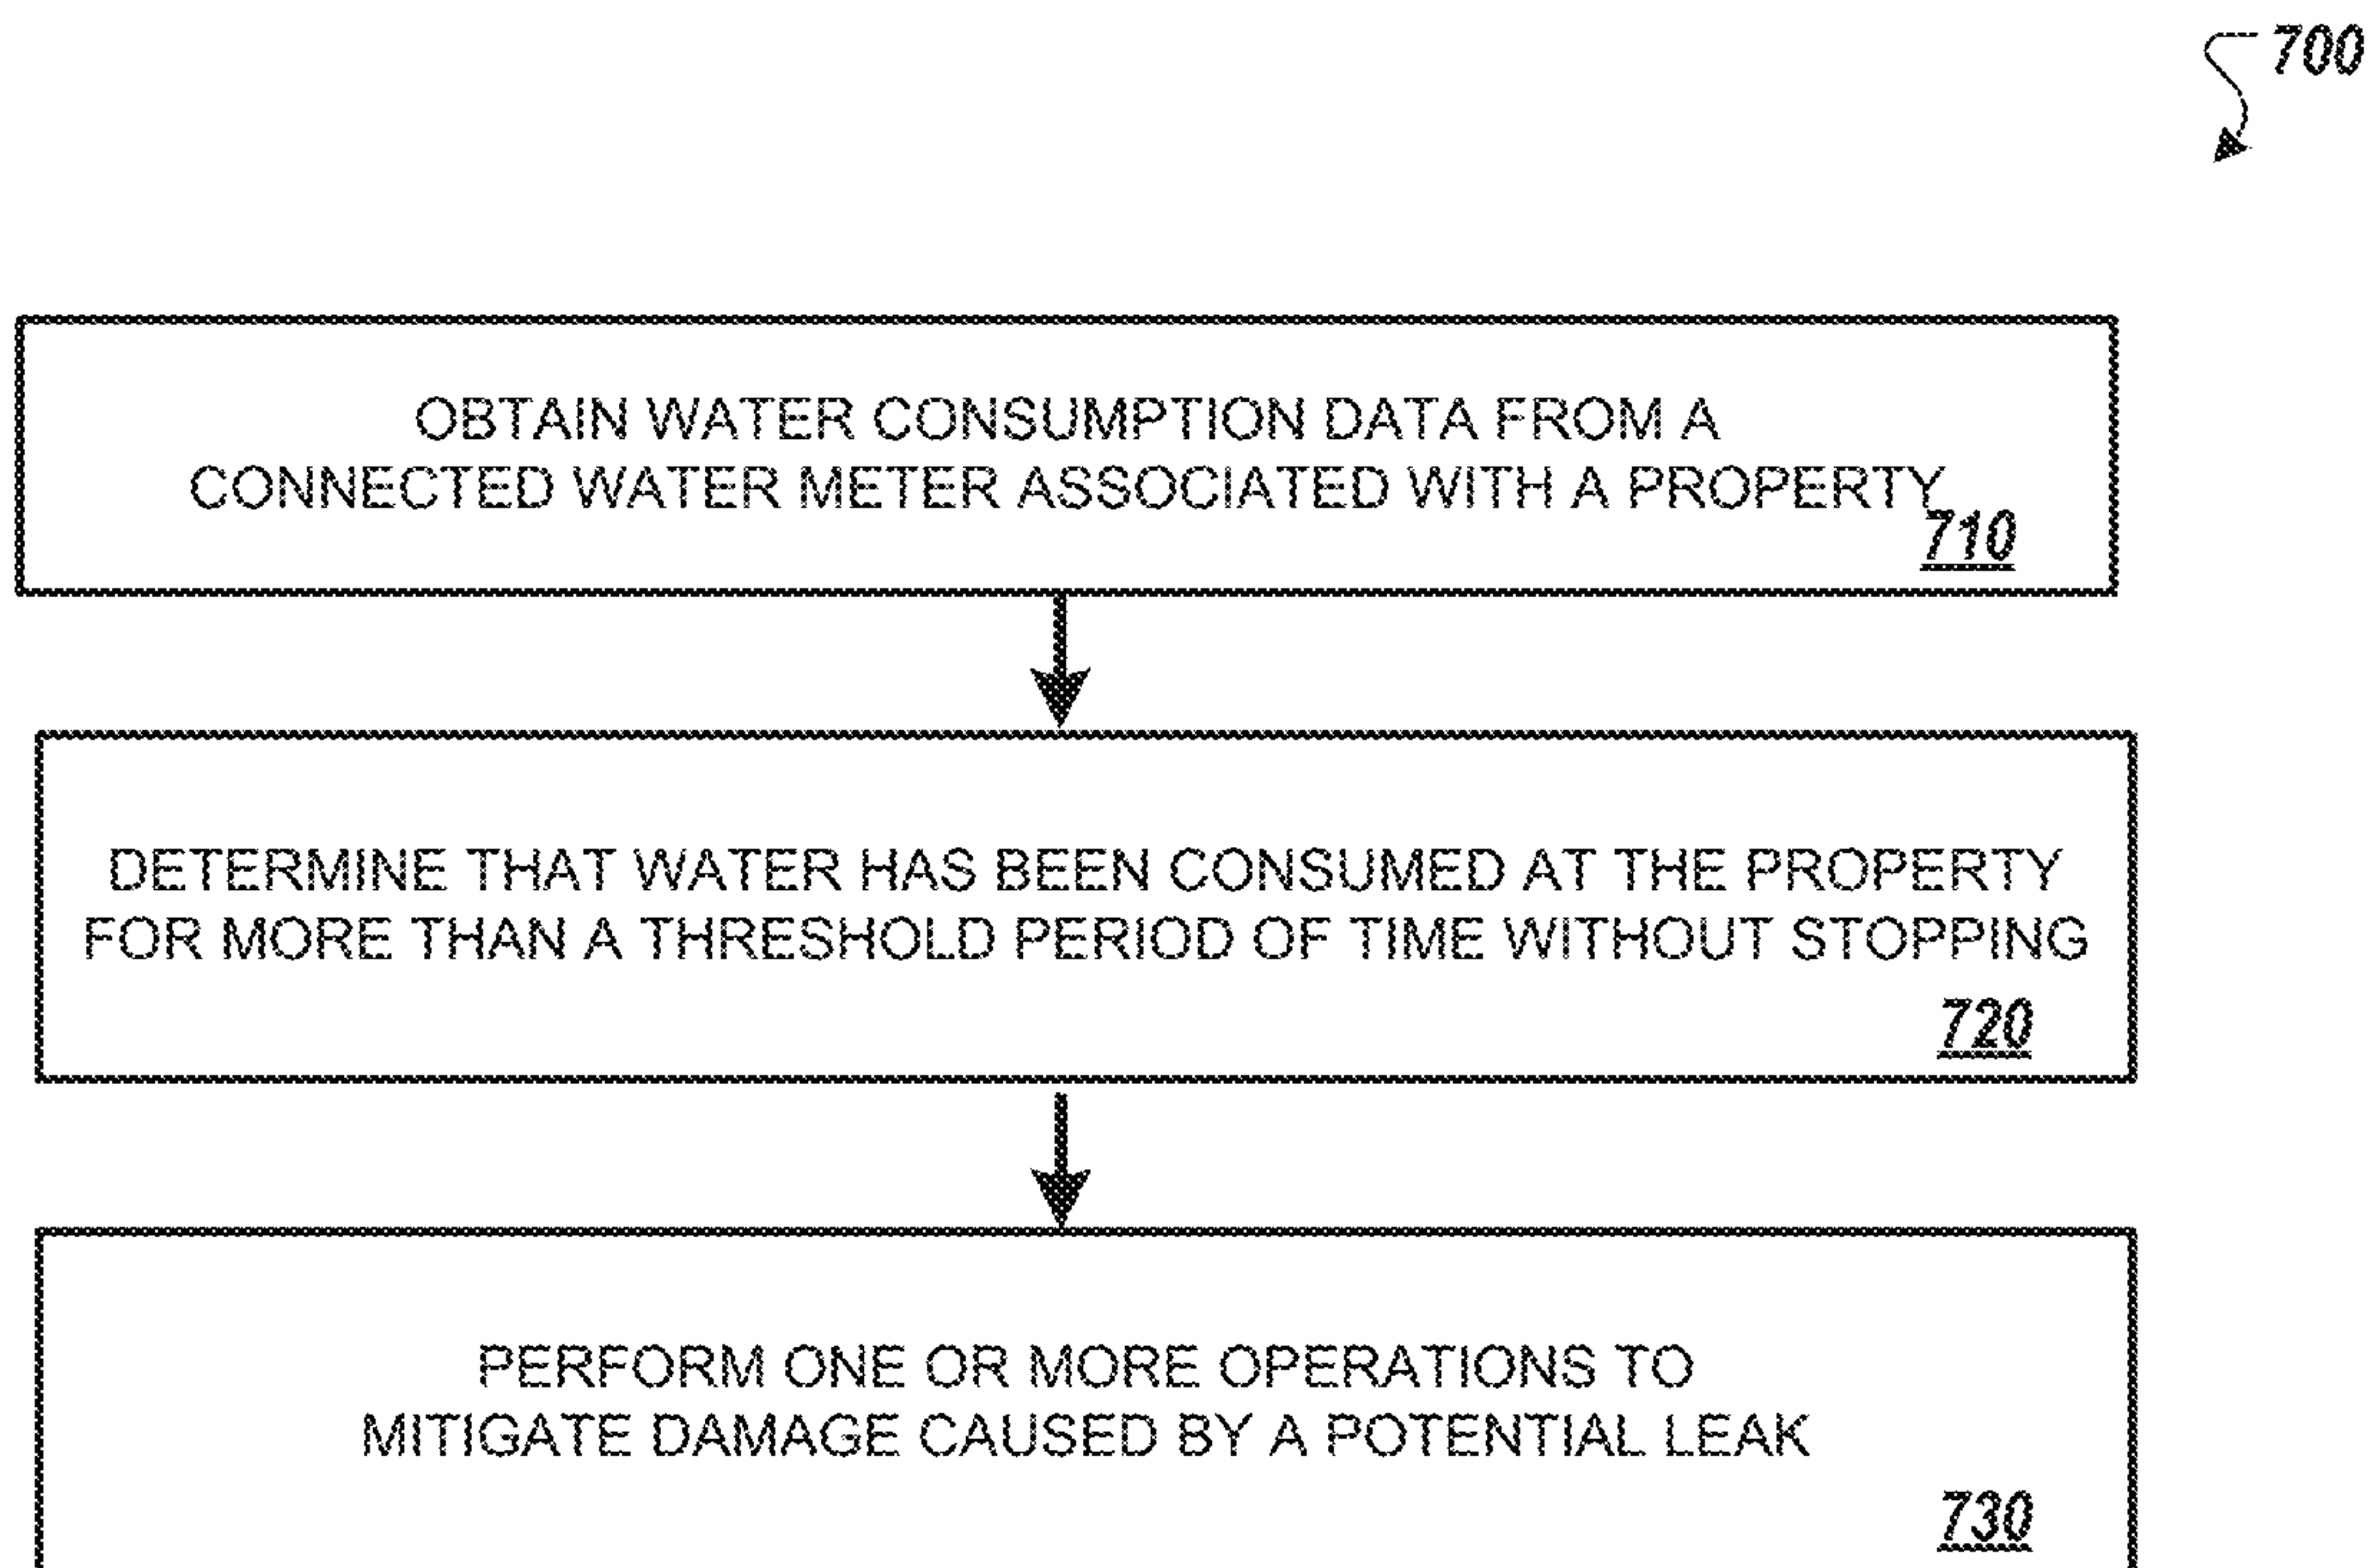 700
OBTAIN WATER CONSUMPTION DATA FROM A
CONNECTED WATER METER ASSOCIATED WITH A PROPERTY
710
DETERMINE THAT WATER HAS BEEN CONSUMED AT THE PROPERTY
FOR MORE THAN A THRESHOLD PERIOD OF TIME WITHOUT STOPPING
720
PERFORM ONE OR MORE OPERATIONS TO
MITIGATE DAMAGE CAUSED BY A POTENTIAL LEAK
730